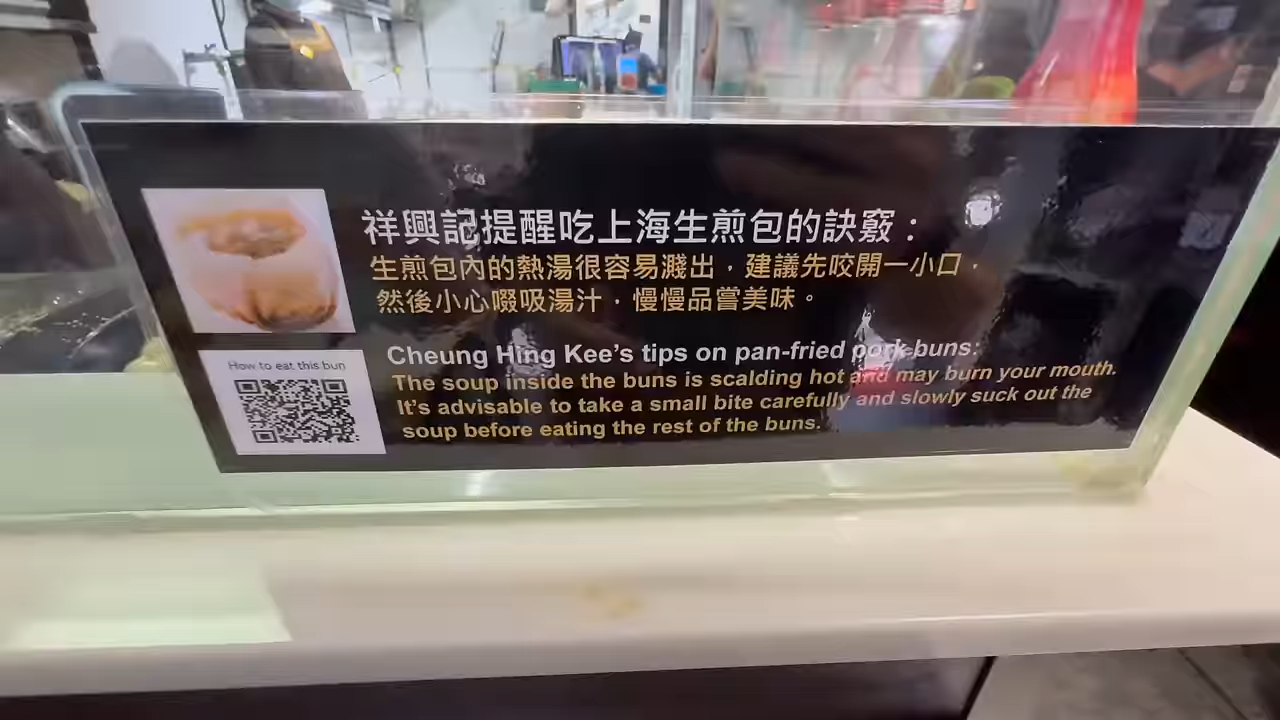 祥興記提醒吃上海生煎包的訣竅：
生煎包內的熱湯很容易濺出，建議先咬開一小口，
然後小心啜吸湯汁，慢慢品嘗美味。
Cheung Hing Kee's tips on pan-fried pork buns:
The soup inside the buns is scalding hot and may burn your mouth.
It's advisable to take a small bite carefully and slowly suck out the
soup before eating the rest of the buns.
How to eat this bun